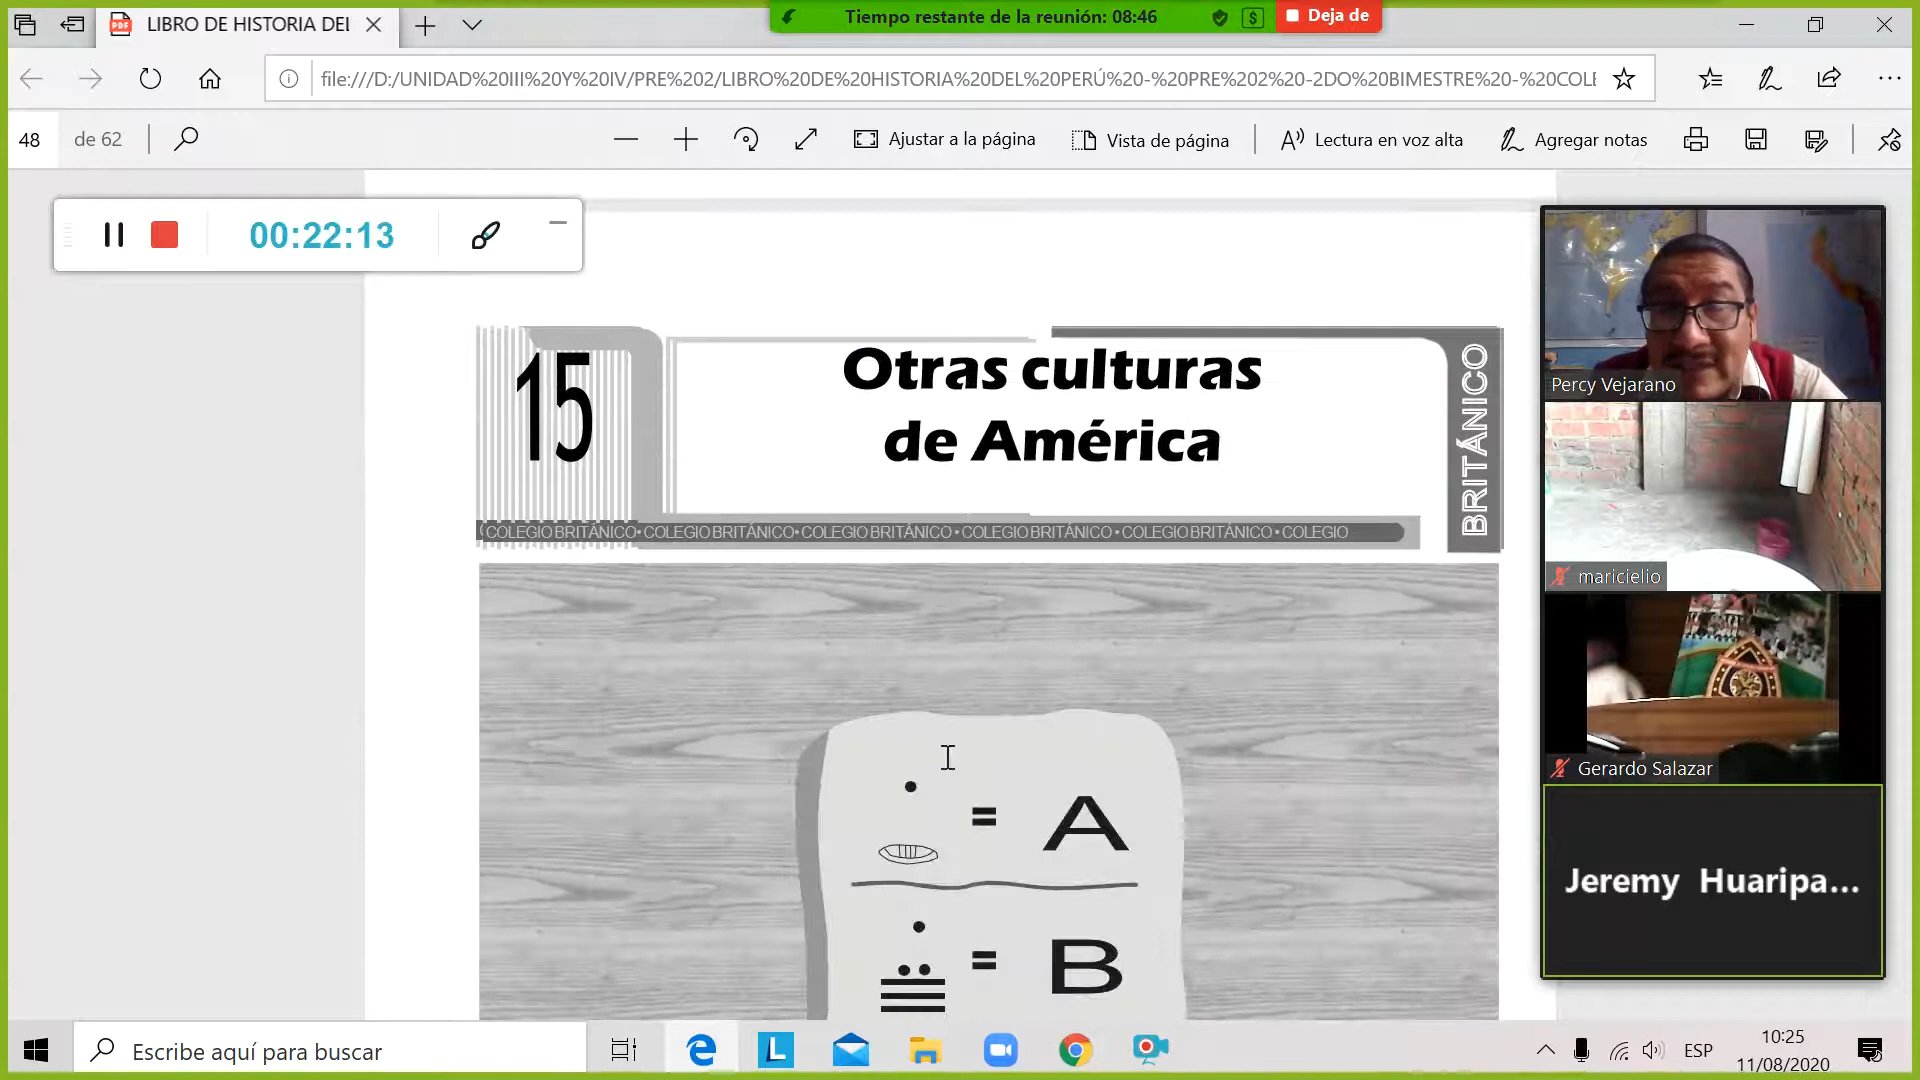 LIBRO DE HISTORIA DEL
Tiempo restante de la reunión: 08:46
Deja de
file:///D:/UNIDAD%20III%20Y%20IV/PRE%202/LIBRO%20DE%20HISTORIA%20DEL%20PERÚ%20-%20PRE%202%20-2DO%20BIMESTRE%20-%20COLE
48 de 62
Ajustar a la página
Vista de página
Lectura en voz alta
Agregar notas
00:22:13
15
Otras culturas
de América
BRITÁNICO
COLEGIO BRITÁNICO • COLEGIO BRITÁNICO • COLEGIO BRITÁNICO • COLEGIO BRITÁNICO • COLEGIO BRITÁNICO • COLEGIO
= A
= B
Percy Vejarano
maricielio
Gerardo Salazar
Jeremy Huaripa...
Escribe aquí para buscar
ESP
10:25
11/08/2020